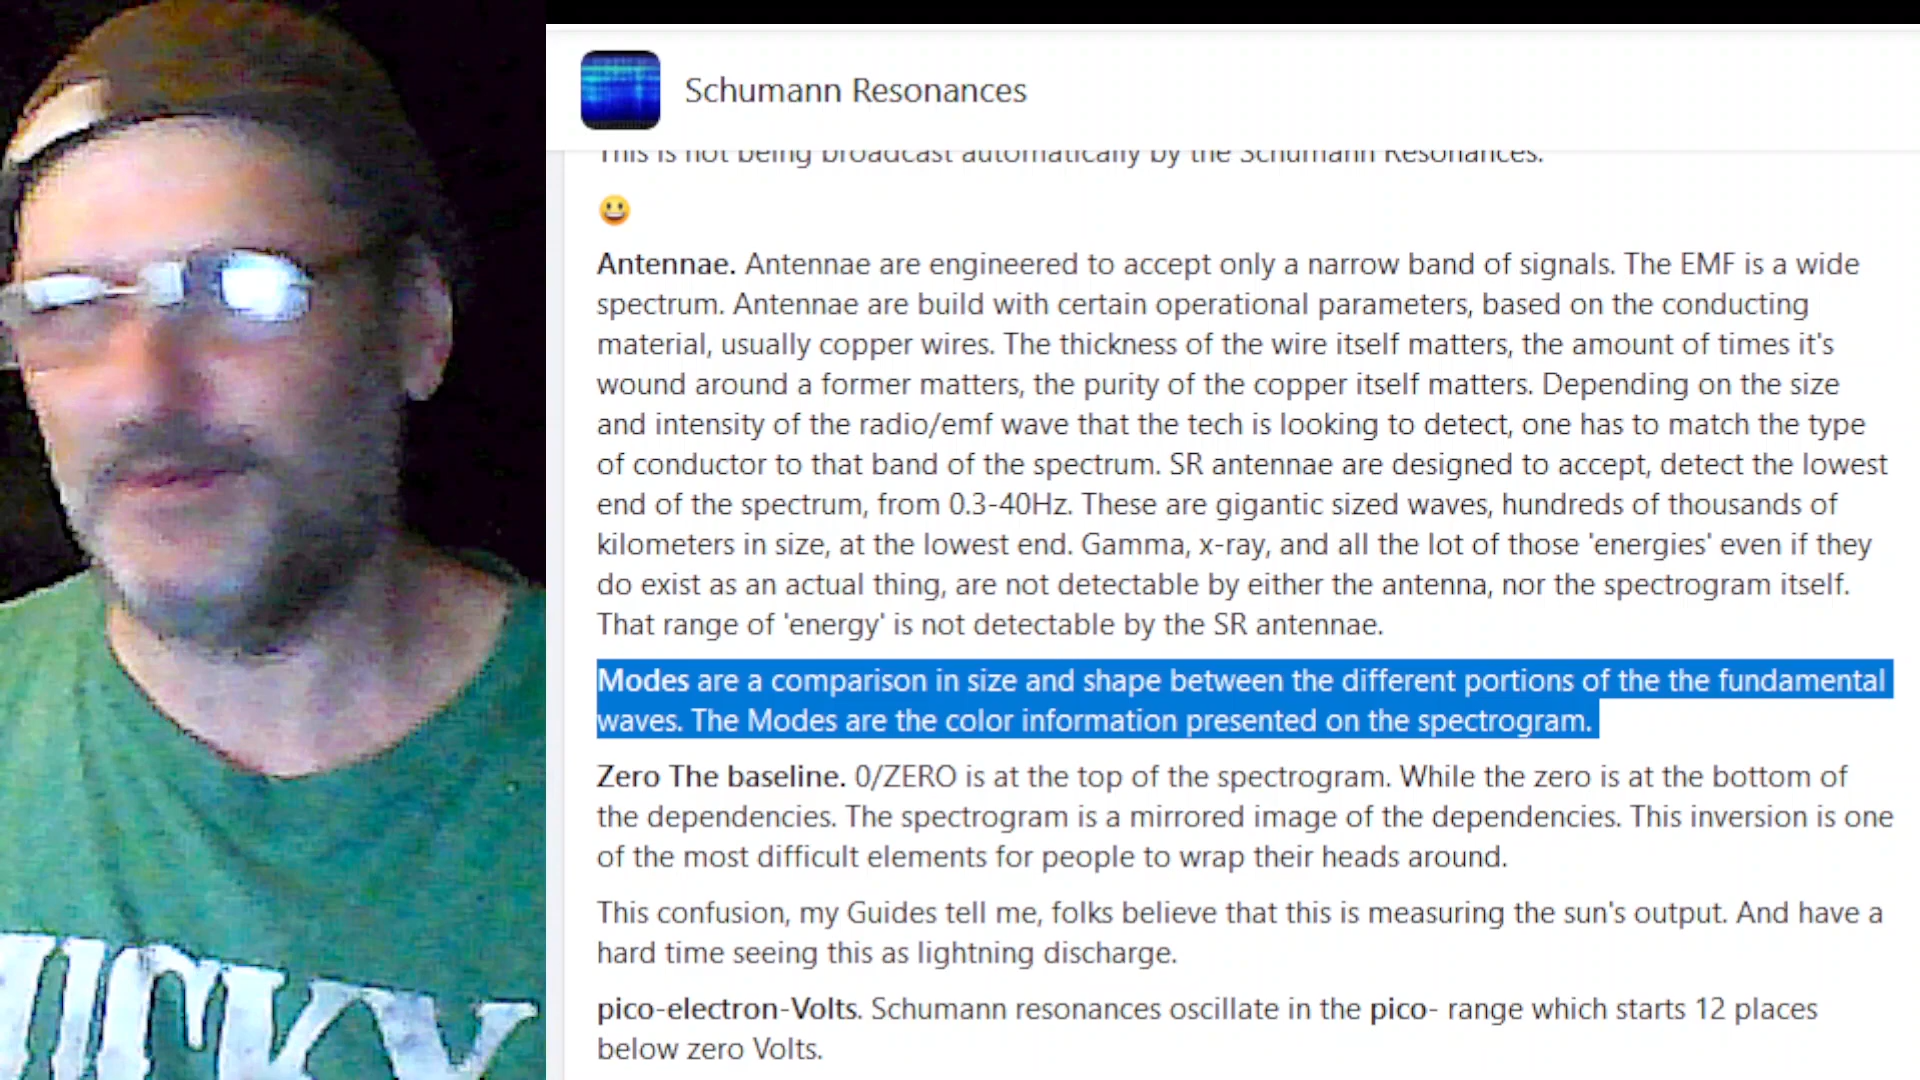 Schumann Resonances
This is not being broadcast automatically by the Schumann Resonances.
Antennae. Antennae are engineered to accept only a narrow band of signals. The EMF is a wide
spectrum. Antennae are build with certain operational parameters, based on the conducting
material, usually copper wires. The thickness of the wire itself matters, the amount of times it's
wound around a former matters, the purity of the copper itself matters. Depending on the size
and intensity of the radio/emf wave that the tech is looking to detect, one has to match the type
of conductor to that band of the spectrum. SR antennae are designed to accept, detect the lowest
end of the spectrum, from 0.3-40Hz. These are gigantic sized waves, hundreds of thousands of
kilometers in size, at the lowest end. Gamma, x-ray, and all the lot of those 'energies' even if they
do exist as an actual thing, are not detectable by either the antenna, nor the spectrogram itself.
That range of 'energy' is not detectable by the SR antennae.
Modes are a comparison in size and shape between the different portions of the the fundamental
waves. The Modes are the color information presented on the spectrogram.
Zero The baseline. 0/ZERO is at the top of the spectrogram. While the zero is at the bottom of
the dependencies. The spectrogram is a mirrored image of the dependencies. This inversion is one
of the most difficult elements for people to wrap their heads around.
This confusion, my Guides tell me, folks believe that this is measuring the sun's output. And have a
hard time seeing this as lightning discharge.
pico-electron-Volts. Schumann resonances oscillate in the pico- range which starts 12 places
below zero Volts.